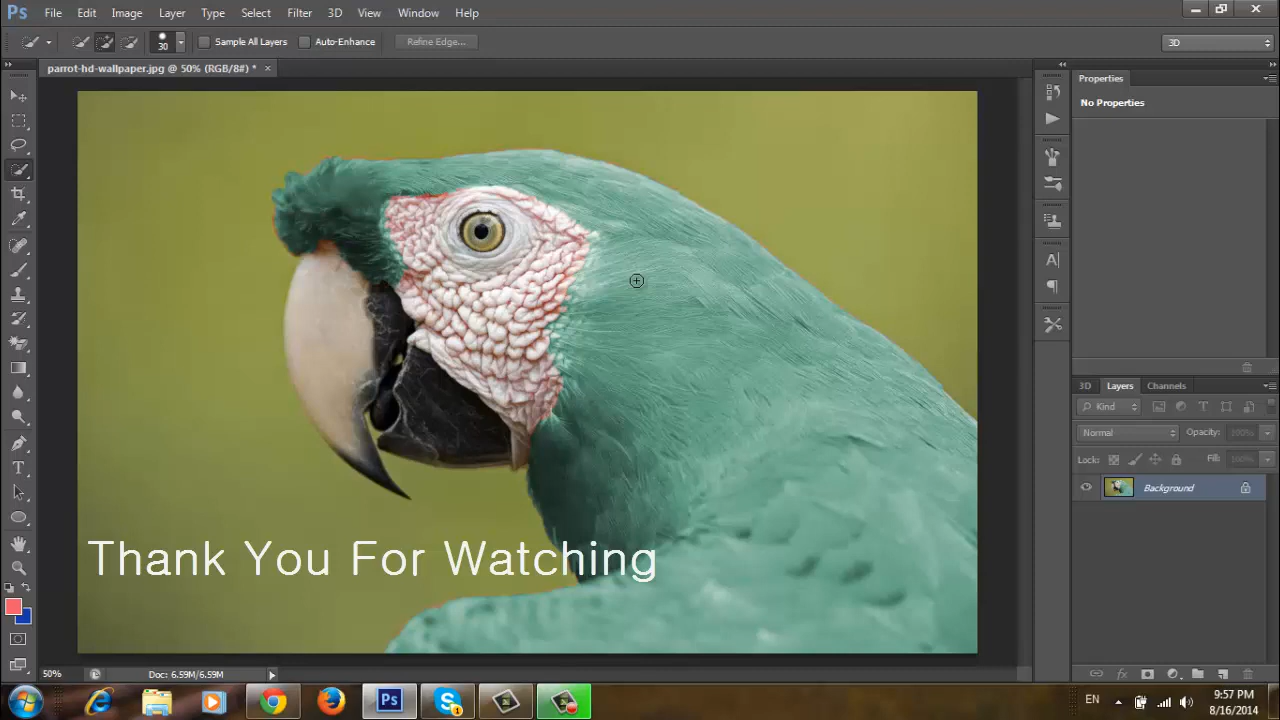 Ps File Edit Image Layer Type Select Filter 3D View Window Help
30 Sample All Layers Auto-Enhance Refine Edge... 3D
parrot-hd-wallpaper.jpg @ 50% (RGB/8#) * ×
Properties
No Properties
3D Layers Channels
Kind
Normal Opacity: 100%
Lock: Fill: 100%
Background
Thank You For Watching
50% Doc: 6.59M/6.59M
Ps EN 9:57 PM
8/16/2014